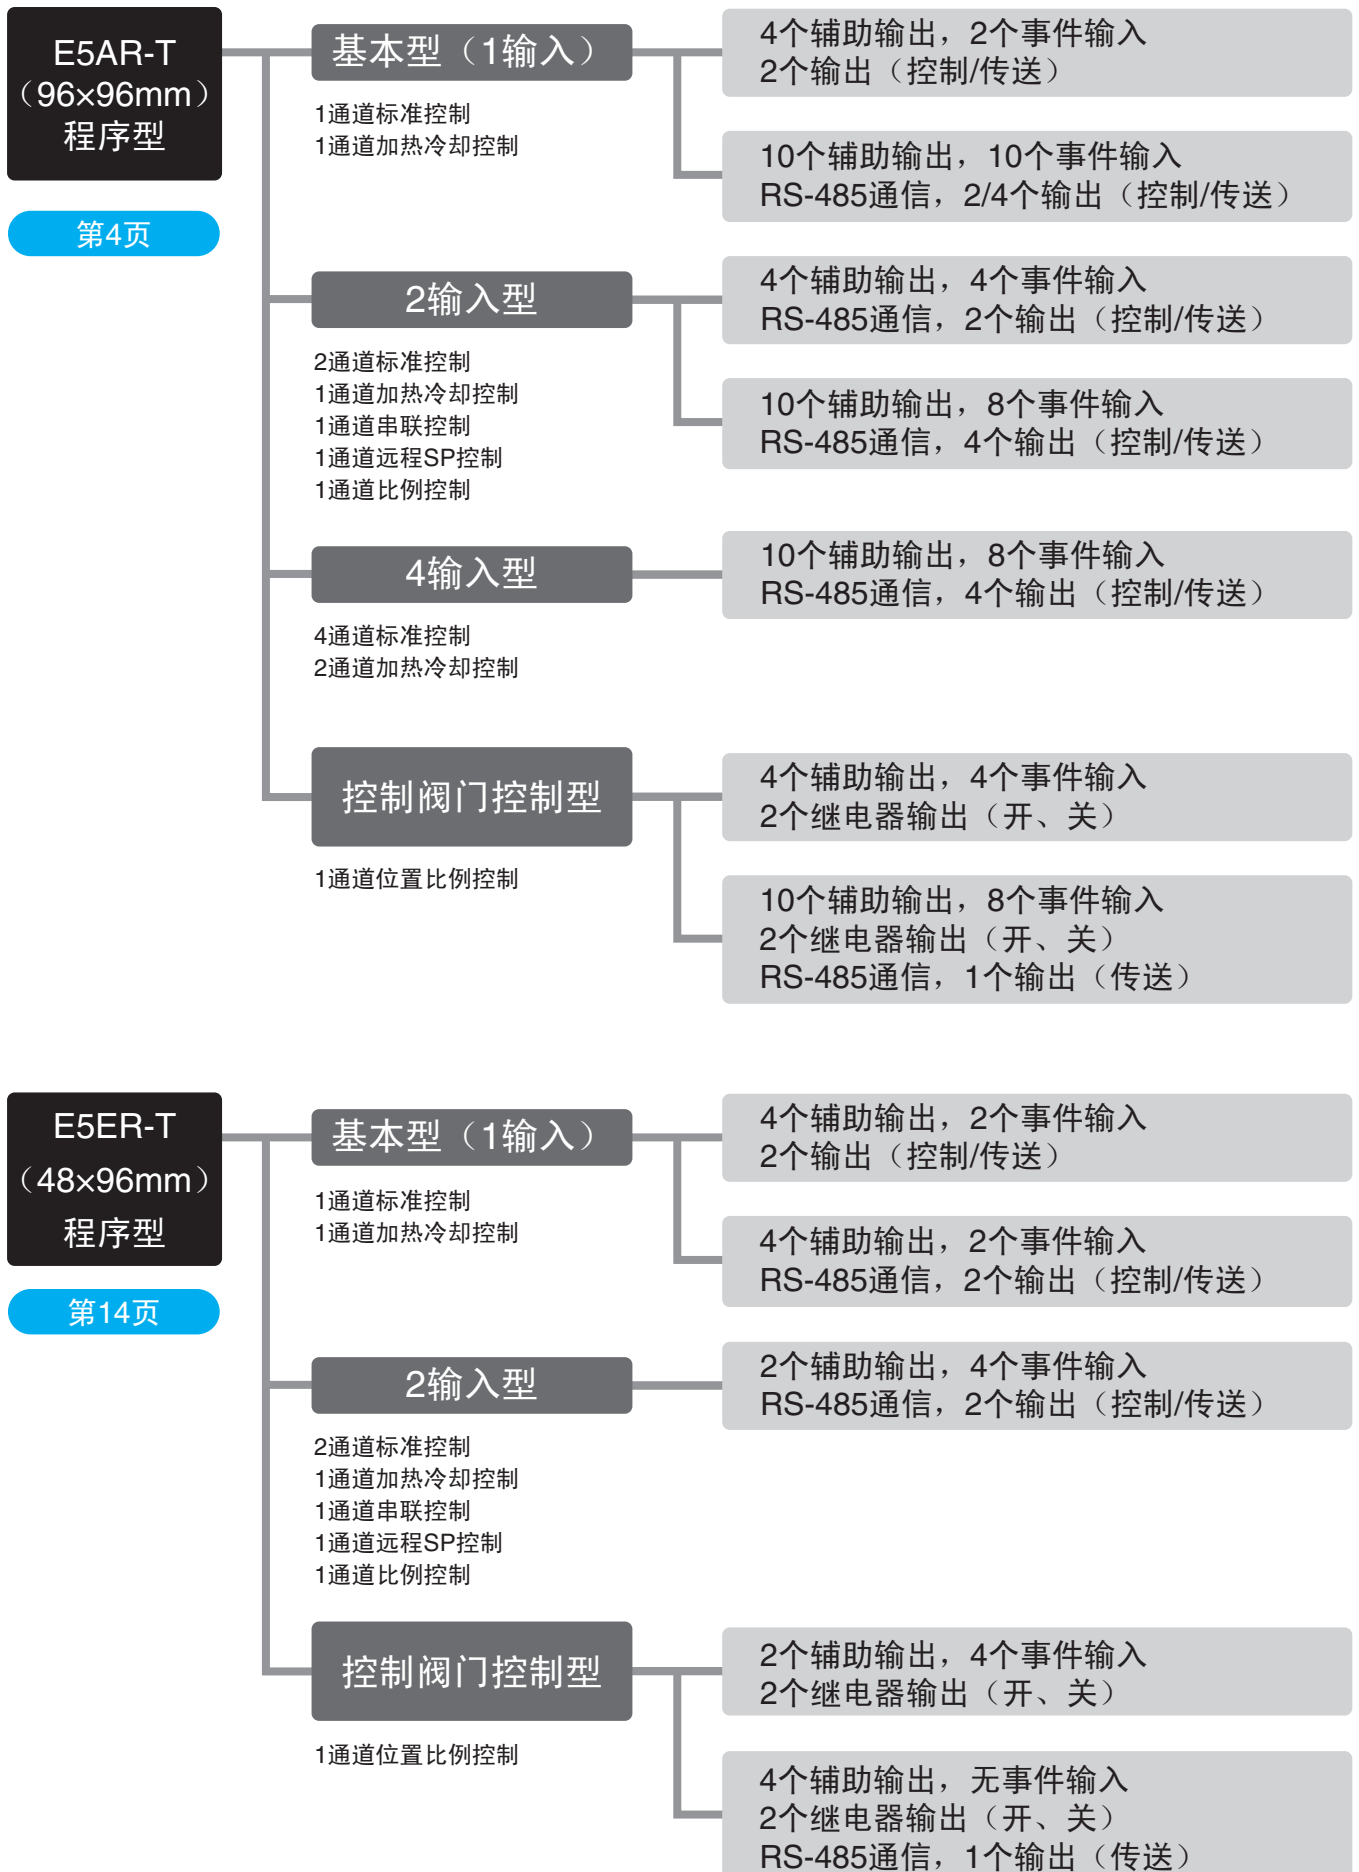 E5AR-T
（96×96mm）
程序型
第4页
基本型（1输入）
1通道标准控制
1通道加热冷却控制
4个辅助输出，2个事件输入
2个输出（控制/传送）
10个辅助输出，10个事件输入
RS-485通信，2/4个输出（控制/传送）
2输入型
2通道标准控制
1通道加热冷却控制
1通道串联控制
1通道远程SP控制
1通道比例控制
4个辅助输出，4个事件输入
RS-485通信，2个输出（控制/传送）
10个辅助输出，8个事件输入
RS-485通信，4个输出（控制/传送）
4输入型
4通道标准控制
2通道加热冷却控制
10个辅助输出，8个事件输入
RS-485通信，4个输出（控制/传送）
控制阀门控制型
1通道位置比例控制
4个辅助输出，4个事件输入
2个继电器输出（开、关）
10个辅助输出，8个事件输入
2个继电器输出（开、关）
RS-485通信，1个输出（传送）
E5ER-T
（48×96mm）
程序型
第14页
基本型（1输入）
1通道标准控制
1通道加热冷却控制
4个辅助输出，2个事件输入
2个输出（控制/传送）
4个辅助输出，2个事件输入
RS-485通信，2个输出（控制/传送）
2输入型
2通道标准控制
1通道加热冷却控制
1通道串联控制
1通道远程SP控制
1通道比例控制
2个辅助输出，4个事件输入
RS-485通信，2个输出（控制/传送）
控制阀门控制型
1通道位置比例控制
2个辅助输出，4个事件输入
2个继电器输出（开、关）
4个辅助输出，无事件输入
2个继电器输出（开、关）
RS-485通信，1个输出（传送）